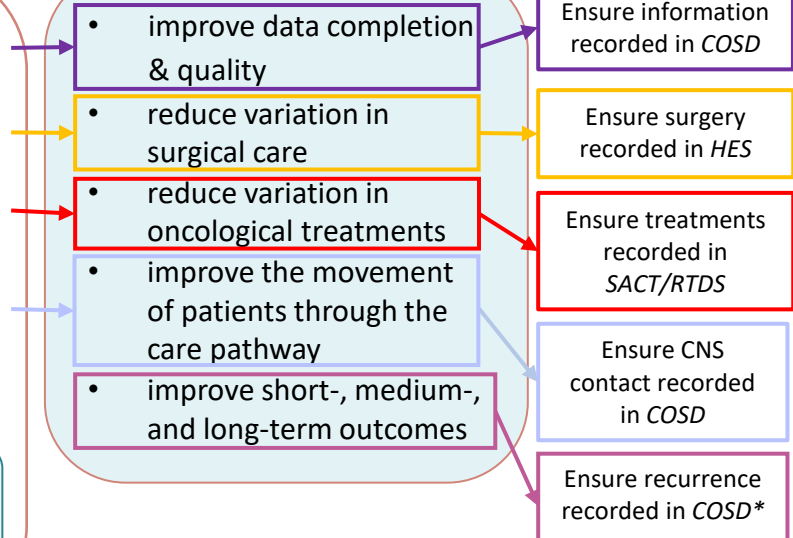 • improve data completion
& quality
• reduce variation in
surgical care
• reduce variation in
oncological treatments
• improve the movement
of patients through the
care pathway
• improve short-, medium-,
and long-term outcomes
Ensure information
recorded in COSD
Ensure surgery
recorded in HES
Ensure treatments
recorded in
SACT/RTDS
Ensure CNS
contact recorded
in COSD
Ensure recurrence
recorded in COSD*